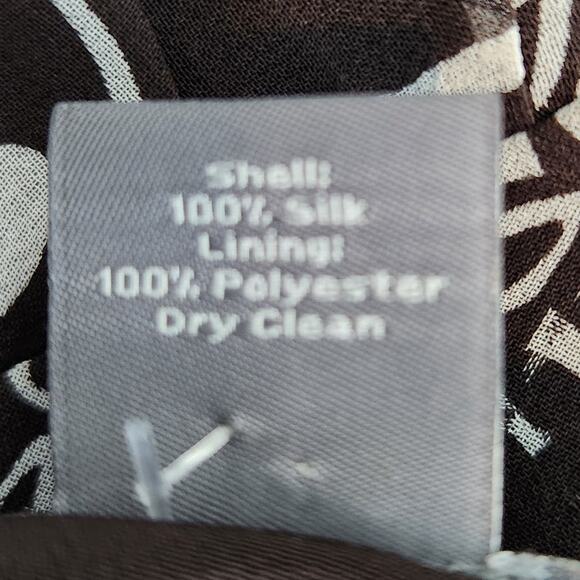 Shell:
100% Silk
Lining:
100% Polyester
Dry Clean